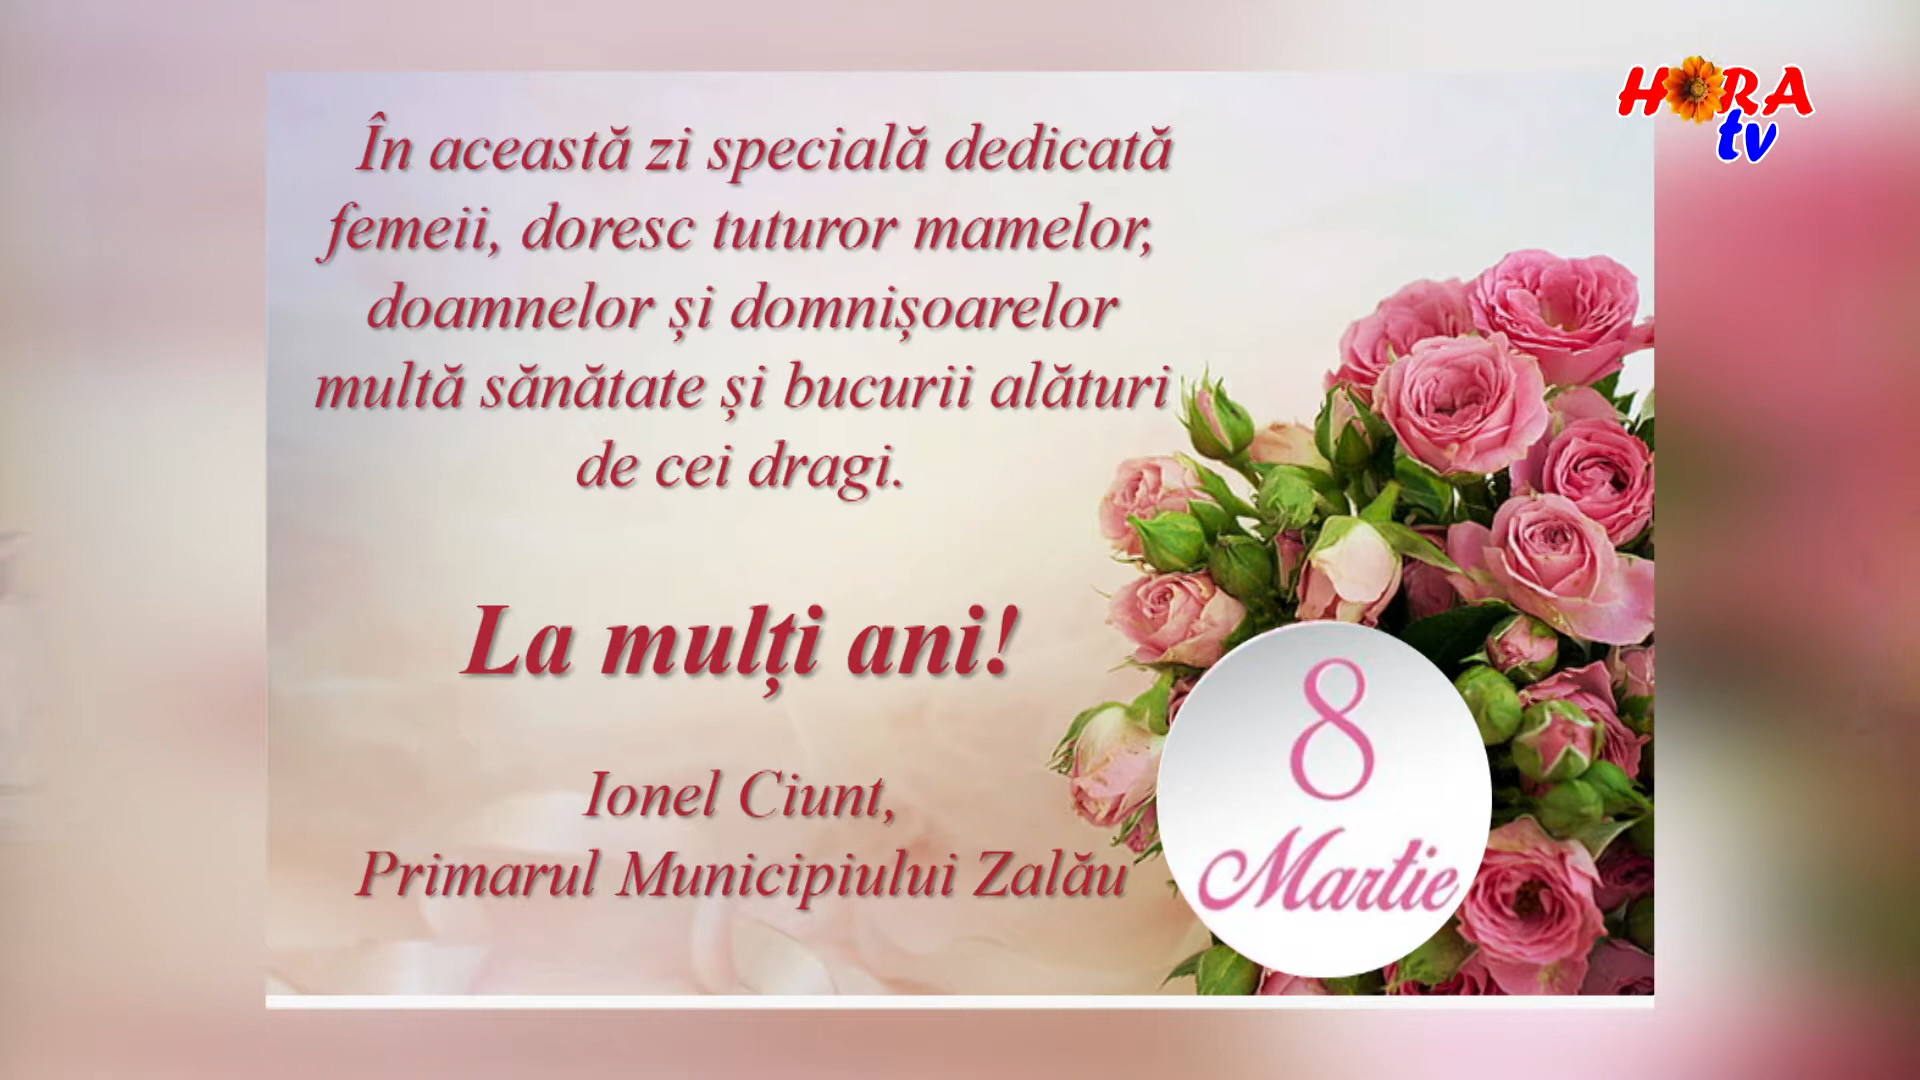 În această zi specială dedicată
femeii, doresc tuturor mamelor,
doamnelor și domnișoarelor
multă sănătate și bucurii alături
de cei dragi.
La mulți ani!
Ionel Ciunt,
Primarul Municipiului Zalău
8
Martie
HORA
tv